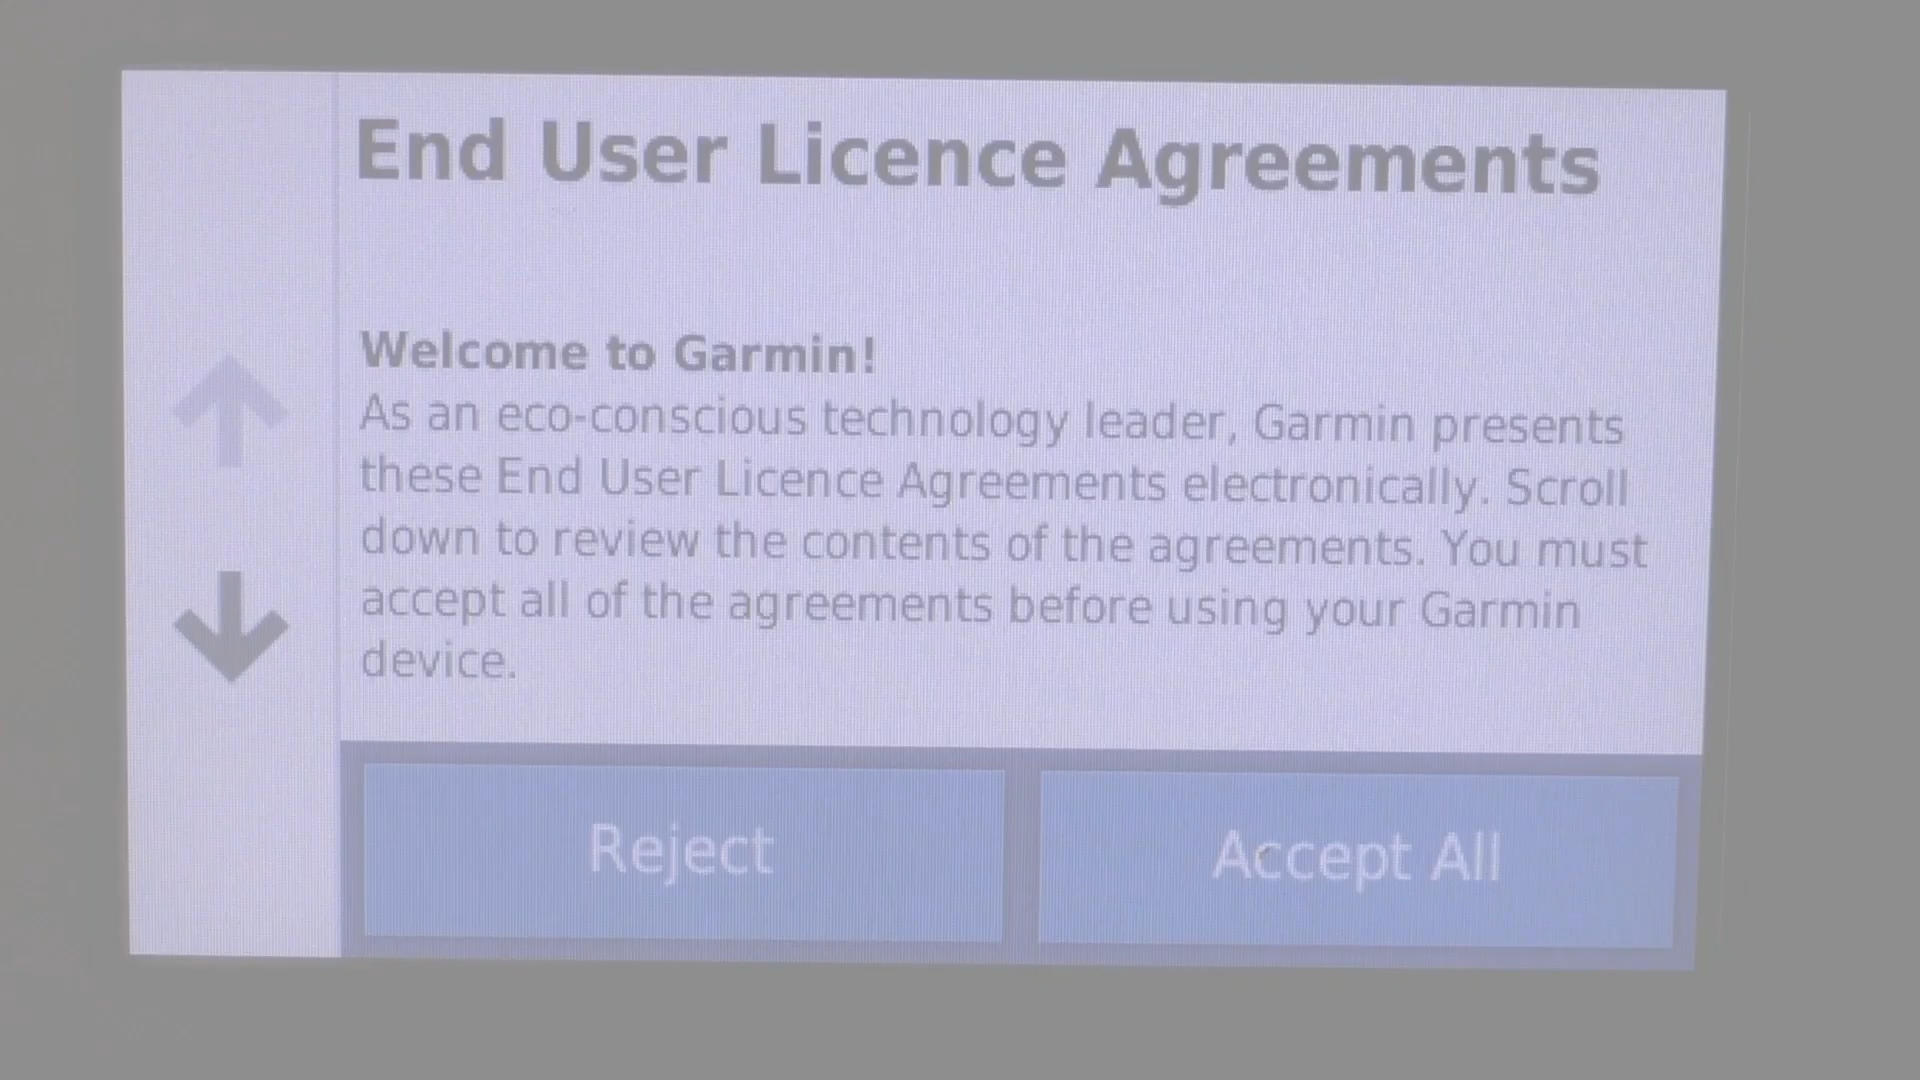 End User Licence Agreements
Welcome to Garmin!
As an eco-conscious technology leader, Garmin presents
these End User Licence Agreements electronically. Scroll
down to review the contents of the agreements. You must
accept all of the agreements before using your Garmin
device.
Reject
Accept All